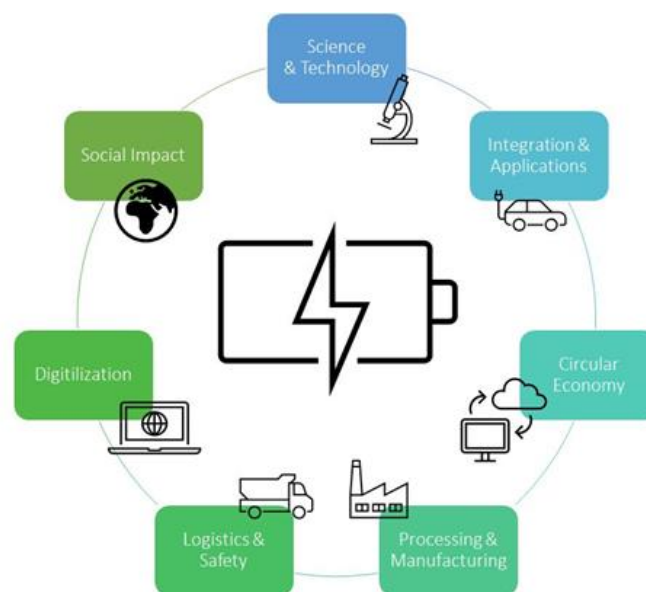 Science
& Technology
Integration &
Applications
Circular
Economy
Processing &
Manufacturing
Logistics &
Safety
Digitilization
Social Impact